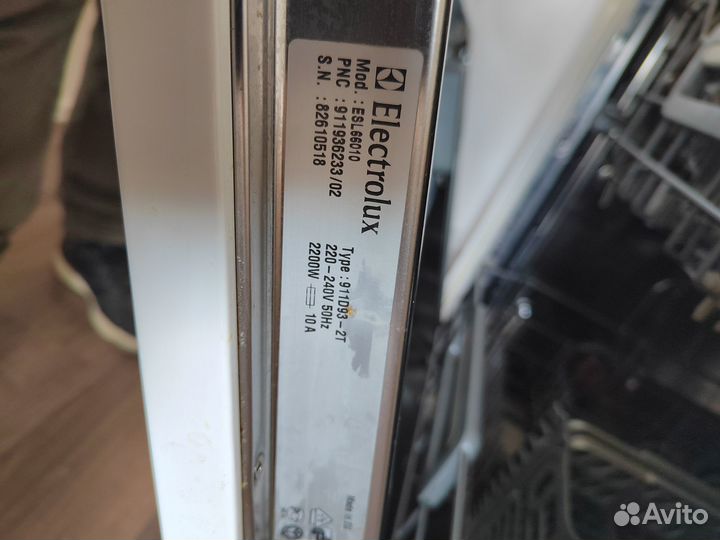 Electrolux
Mod. : ESL66010
PNC : 911936233/02
S.N. : 82610518
Type : 911D93-2T
220-240V 50Hz
2200W 10 A
Avito